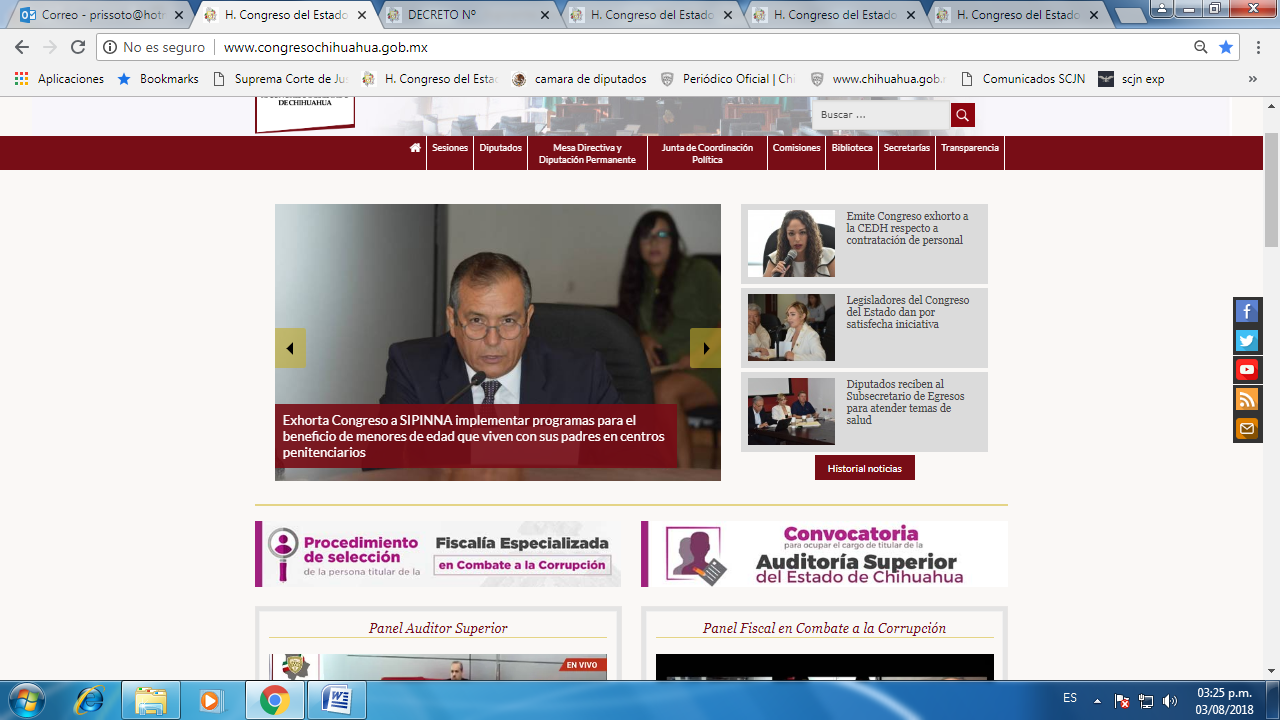 Correo - prissoto@hotm
H. Congreso del Estado
DECRETO Nº
H. Congreso del Estado
H. Congreso del Estado
H. Congreso del Estado
No es seguro
www.congresochihuahua.gob.mx
Aplicaciones
Bookmarks
Suprema Corte de Jus
H. Congreso del Estad
camara de diputados
Periódico Oficial | Chi
www.chihuahua.gob.m
Comunicados SCJN
scjn exp
»
DE CHIHUAHUA
Buscar ...
Sesiones
Diputados
Mesa Directiva y
Diputación Permanente
Junta de Coordinación
Política
Comisiones
Biblioteca
Secretarías
Transparencia
Exhorta Congreso a SIPINNA implementar programas para el
beneficio de menores de edad que viven con sus padres en centros
penitenciarios
Emite Congreso exhorto a
la CEDH respecto a
contratación de personal
Legisladores del Congreso
del Estado dan por
satisfecha iniciativa
Diputados reciben al
Subsecretario de Egresos
para atender temas de
salud
Historial noticias
Procedimiento
de selección
de la persona titular de la
Fiscalía Especializada
en Combate a la Corrupción
Convocatoria
para ocupar el cargo de titular de la
Auditoría Superior
del Estado de Chihuahua
Panel Auditor Superior
EN VIVO
Panel Fiscal en Combate a la Corrupción
ES
03:25 p.m.
03/08/2018